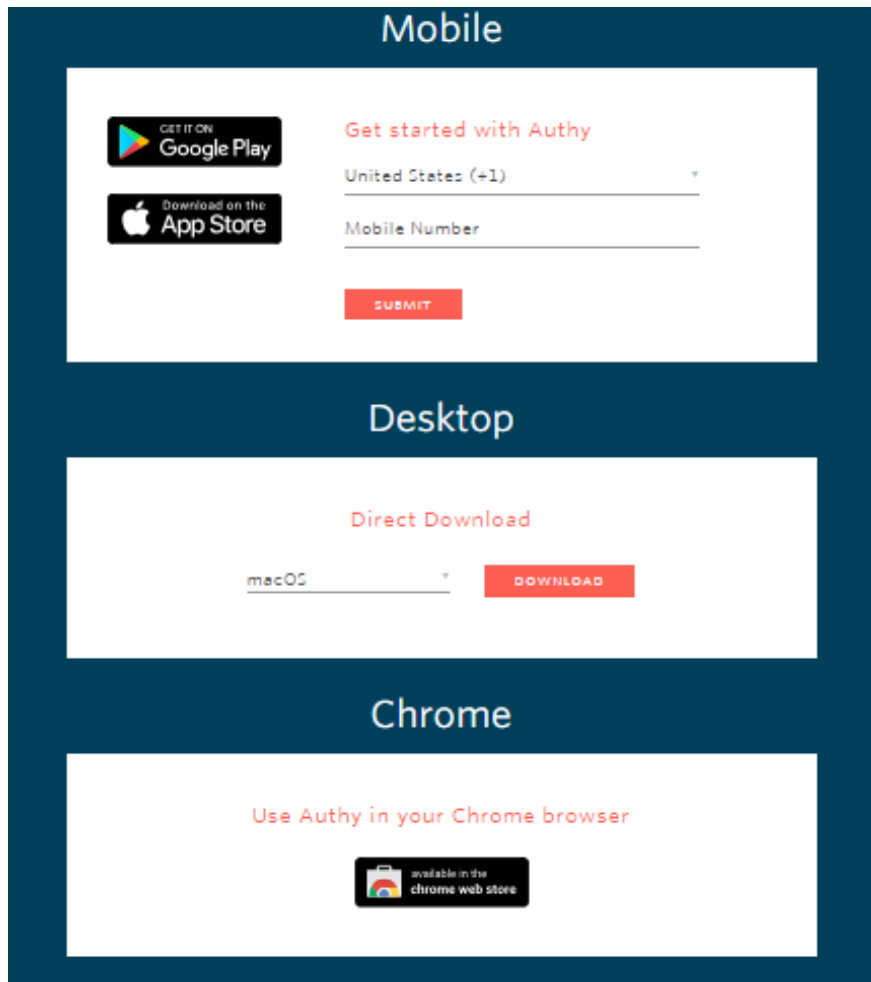 Mobile
GET IT ON
Google Play
Download on the
App Store
Get started with Authy
United States (+1)
Mobile Number
SUBMIT
Desktop
Direct Download
macOS
DOWNLOAD
Chrome
Use Authy in your Chrome browser
available in the
chrome web store